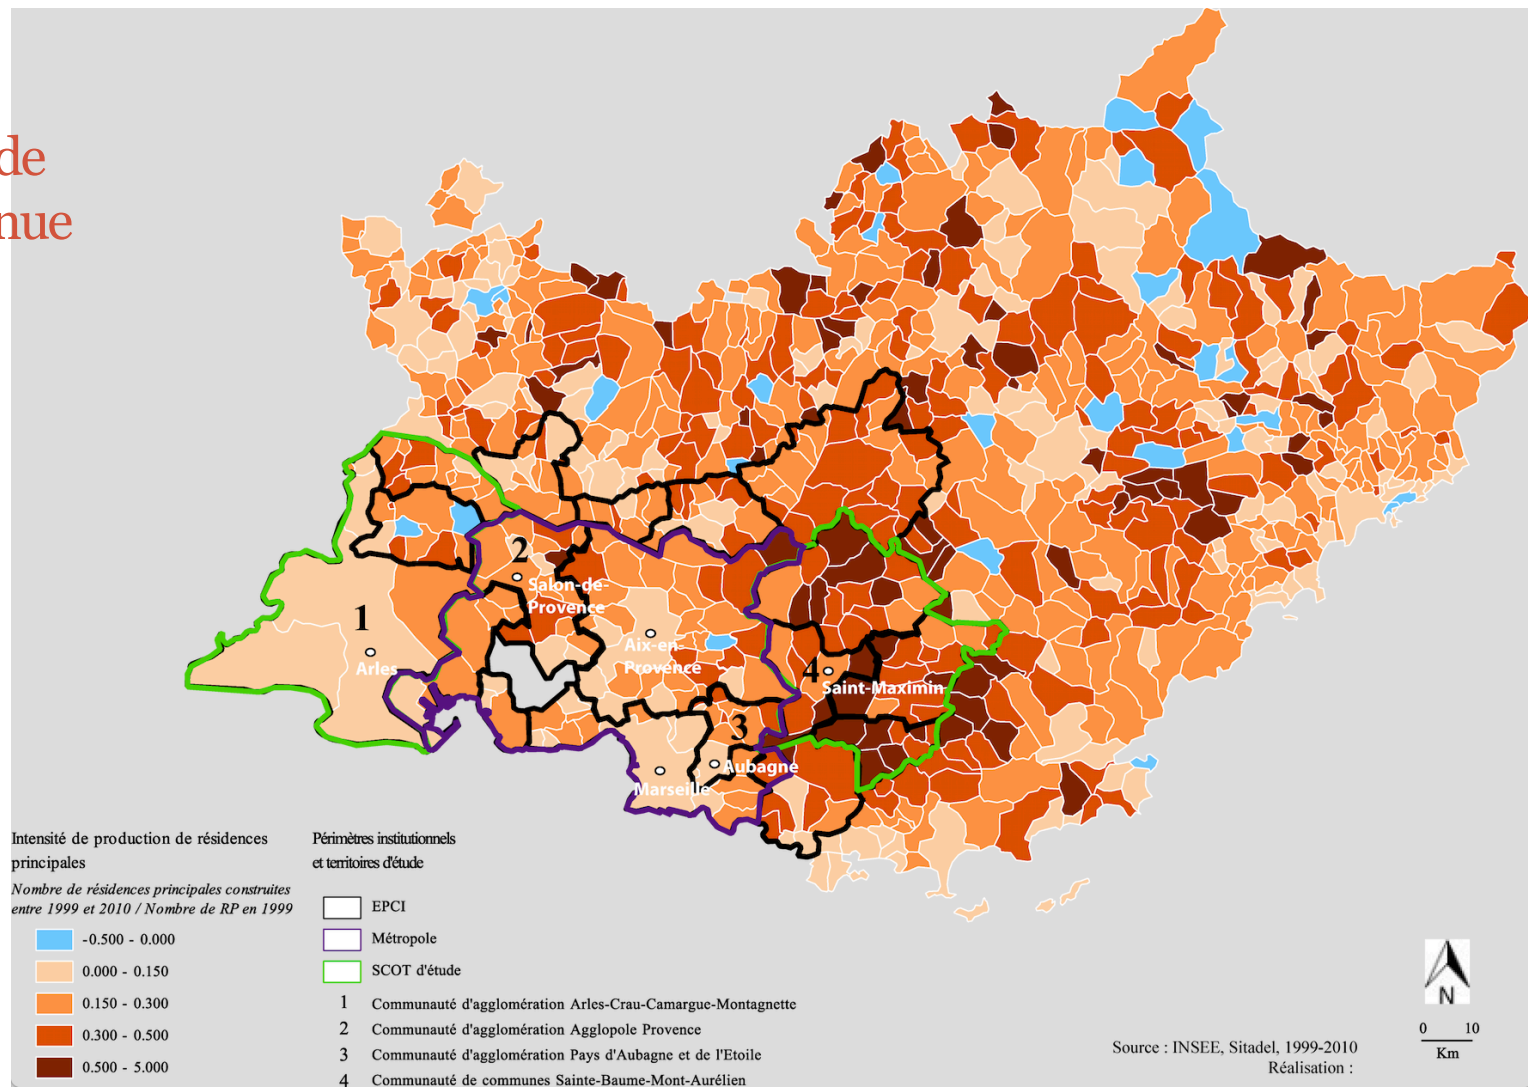 de
nue
2
Salon-de-
Provence
1
Arles
Aix-en-
Provence
4
Saint-Maximin
3
Aubagne
Marseille
Intensité de production de résidences
principales
Nombre de résidences principales construites
entre 1999 et 2010 / Nombre de RP en 1999
-0.500 - 0.000
0.000 - 0.150
0.150 - 0.300
0.300 - 0.500
0.500 - 5.000
Périmètres institutionnels
et territoires d'étude
EPCI
Métropole
SCOT d'étude
1 Communauté d'agglomération Arles-Crau-Camargue-Montagnette
2 Communauté d'agglomération Agglopole Provence
3 Communauté d'agglomération Pays d'Aubagne et de l'Etoile
4 Communauté de communes Sainte-Baume-Mont-Aurélien
N
0 10
Km
Source : INSEE, Sitadel, 1999-2010
Réalisation :